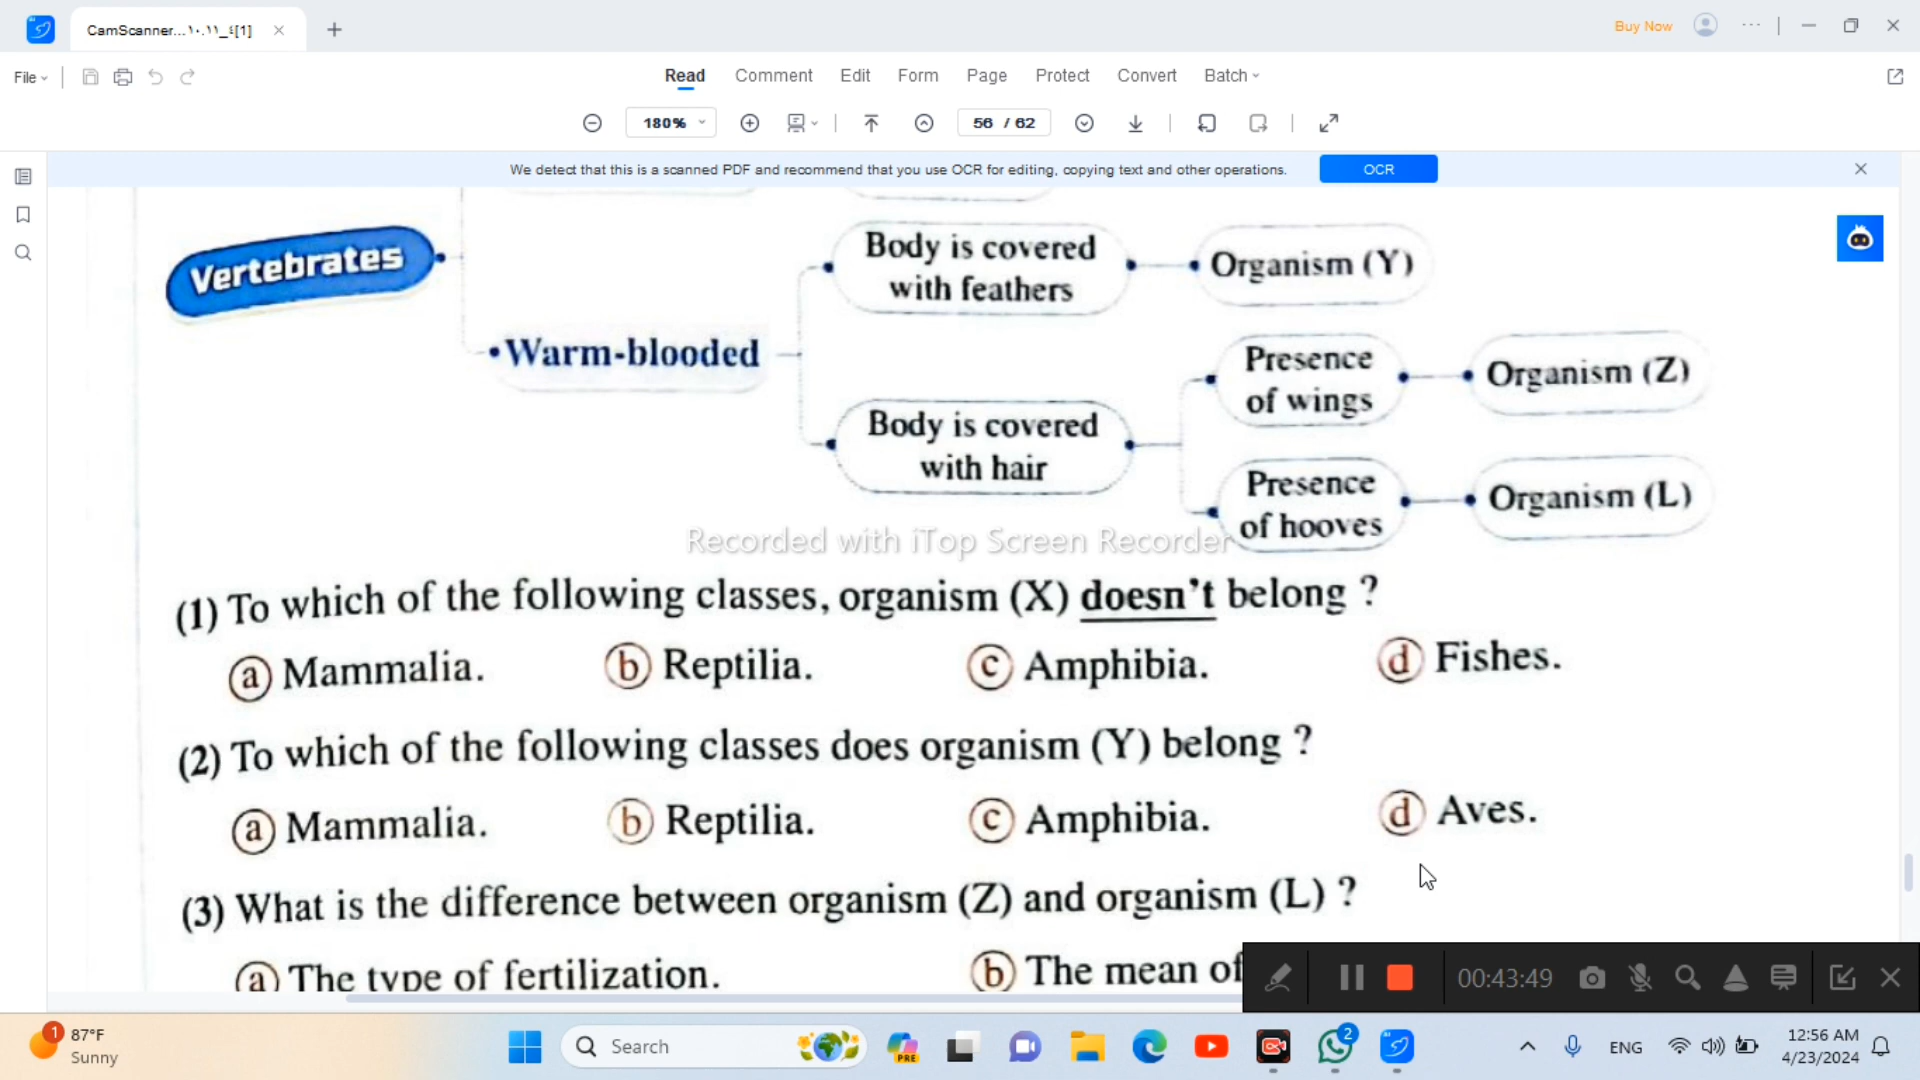 CamScanner...١٠.١١_٤[1]
Buy Now
File
Read
Comment
Edit
Form
Page
Protect
Convert
Batch
180%
56 / 62
We detect that this is a scanned PDF and recommend that you use OCR for editing, copying text and other operations.
OCR
Vertebrates
Warm-blooded
Body is covered
with feathers
Organism (Y)
Body is covered
with hair
Presence
of wings
Organism (Z)
Presence
of hooves
Organism (L)
Recorded with iTop Screen Recorder
(1) To which of the following classes, organism (X) doesn't belong ?
a Mammalia.
b Reptilia.
c Amphibia.
d Fishes.
(2) To which of the following classes does organism (Y) belong ?
a Mammalia.
b Reptilia.
c Amphibia.
d Aves.
(3) What is the difference between organism (Z) and organism (L) ?
a The type of fertilization.
b The mean of
00:43:49
1
87°F
Sunny
Search
PRE
2
ENG
12:56 AM
4/23/2024